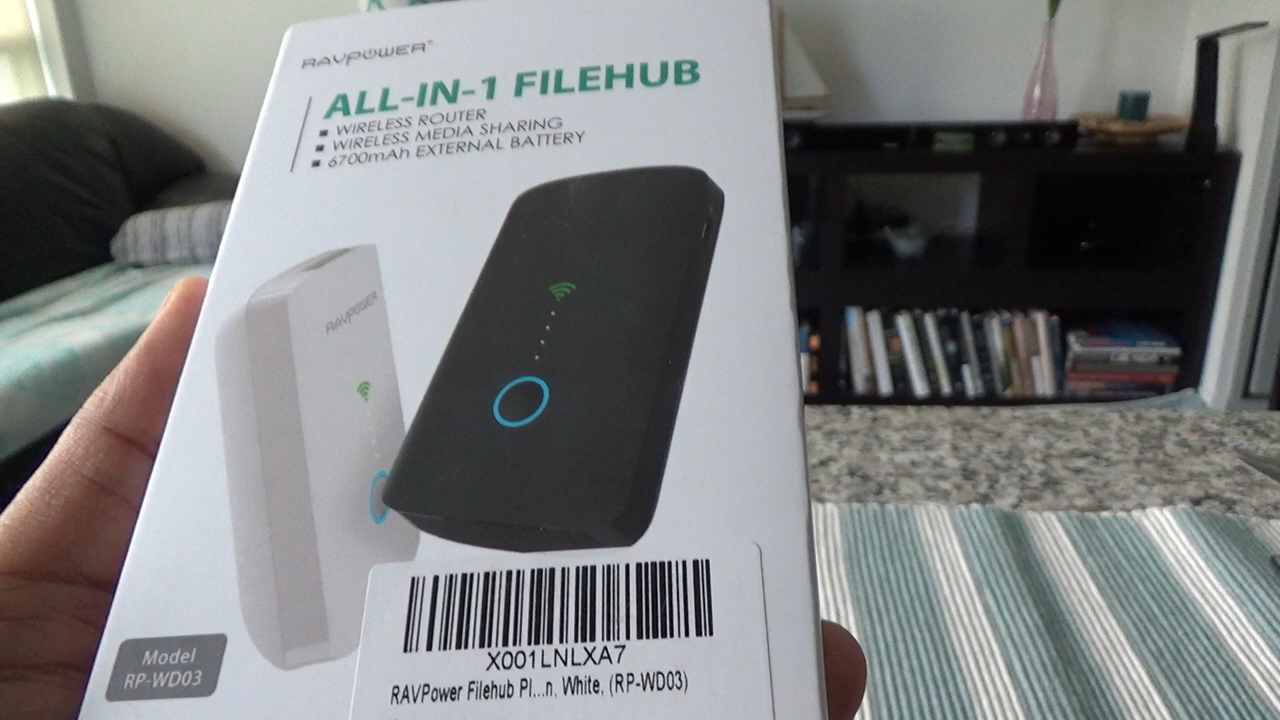 RAVPOWER®
ALL-IN-1 FILEHUB
▪ WIRELESS ROUTER
▪ WIRELESS MEDIA SHARING
▪ 6700mAh EXTERNAL BATTERY
RAVPOWER
X001LNLXA7
RAVPower Filehub Pl...n, White, (RP-WD03)
Model
RP-WD03